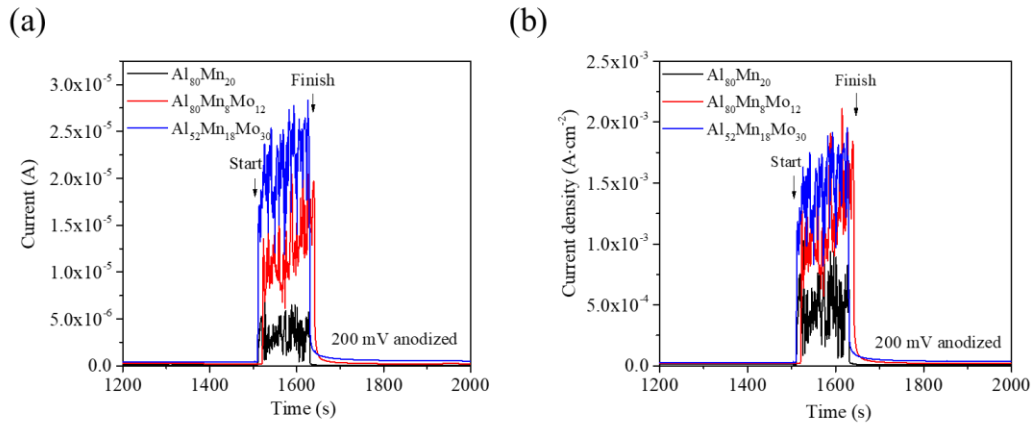 (a)
Al80Mn20
Al80Mn8Mo12
Al52Mn18Mo30
Finish
Start
200 mV anodized
3.0x10-5
2.5x10-5
2.0x10-5
1.5x10-5
1.0x10-5
5.0x10-6
0.0
1200 1400 1600 1800 2000
Current (A)
Time (s)
(b)
Al80Mn20
Al80Mn8Mo12
Al52Mn18Mo30
Finish
Start
200 mV anodized
2.5x10-3
2.0x10-3
1.5x10-3
1.0x10-3
5.0x10-4
0.0
1200 1400 1600 1800 2000
Current density (A·cm-2)
Time (s)